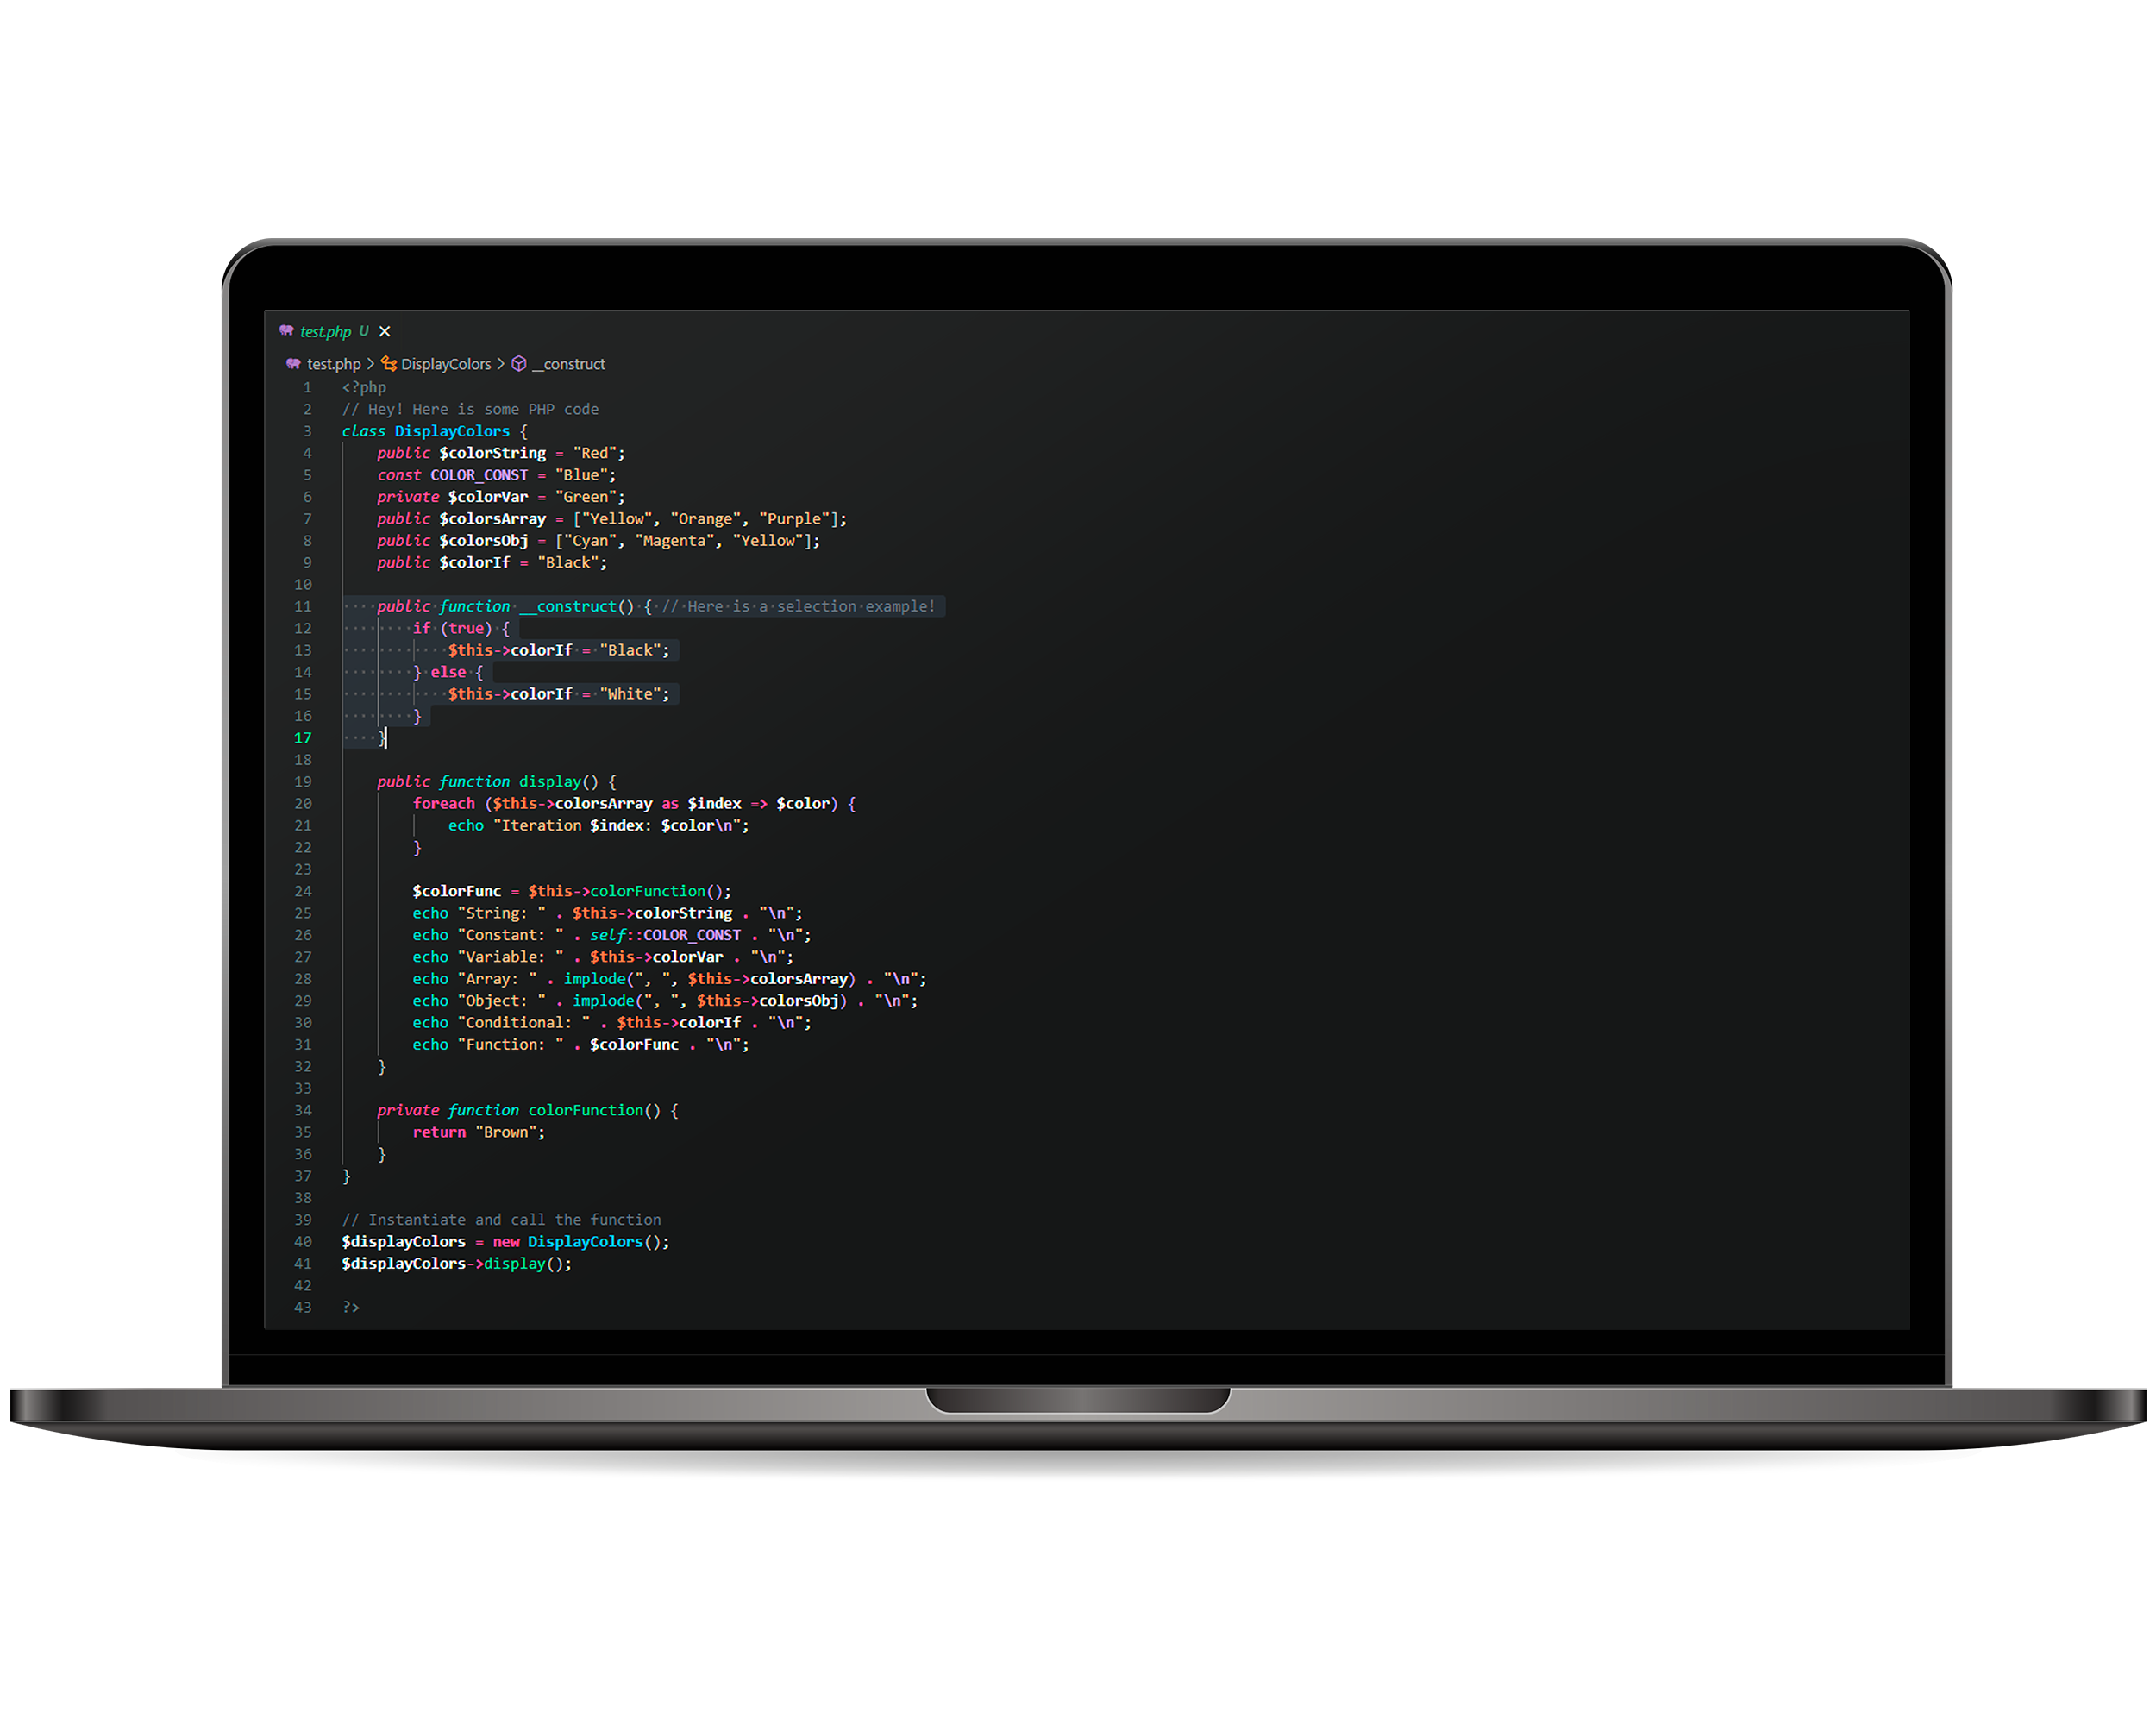 test.php U
test.php > DisplayColors > __construct
1 <?php
2 // Hey! Here is some PHP code
3 class DisplayColors {
4 public $colorString = "Red";
5 const COLOR_CONST = "Blue";
6 private $colorVar = "Green";
7 public $colorsArray = ["Yellow", "Orange", "Purple"];
8 public $colorsObj = ["Cyan", "Magenta", "Yellow"];
9 public $colorIf = "Black";
10
11 public function __construct() { // Here is a selection example!
12 if (true) {
13 $this->colorIf = "Black";
14 } else {
15 $this->colorIf = "White";
16 }
17 }
18
19 public function display() {
20 foreach ($this->colorsArray as $index => $color) {
21 echo "Iteration $index: $color\n";
22 }
23
24 $colorFunc = $this->colorFunction();
25 echo "String: " . $this->colorString . "\n";
26 echo "Constant: " . self::COLOR_CONST . "\n";
27 echo "Variable: " . $this->colorVar . "\n";
28 echo "Array: " . implode(", ", $this->colorsArray) . "\n";
29 echo "Object: " . implode(", ", $this->colorsObj) . "\n";
30 echo "Conditional: " . $this->colorIf . "\n";
31 echo "Function: " . $colorFunc . "\n";
32 }
33
34 private function colorFunction() {
35 return "Brown";
36 }
37 }
38
39 // Instantiate and call the function
40 $displayColors = new DisplayColors();
41 $displayColors->display();
42
43 ?>